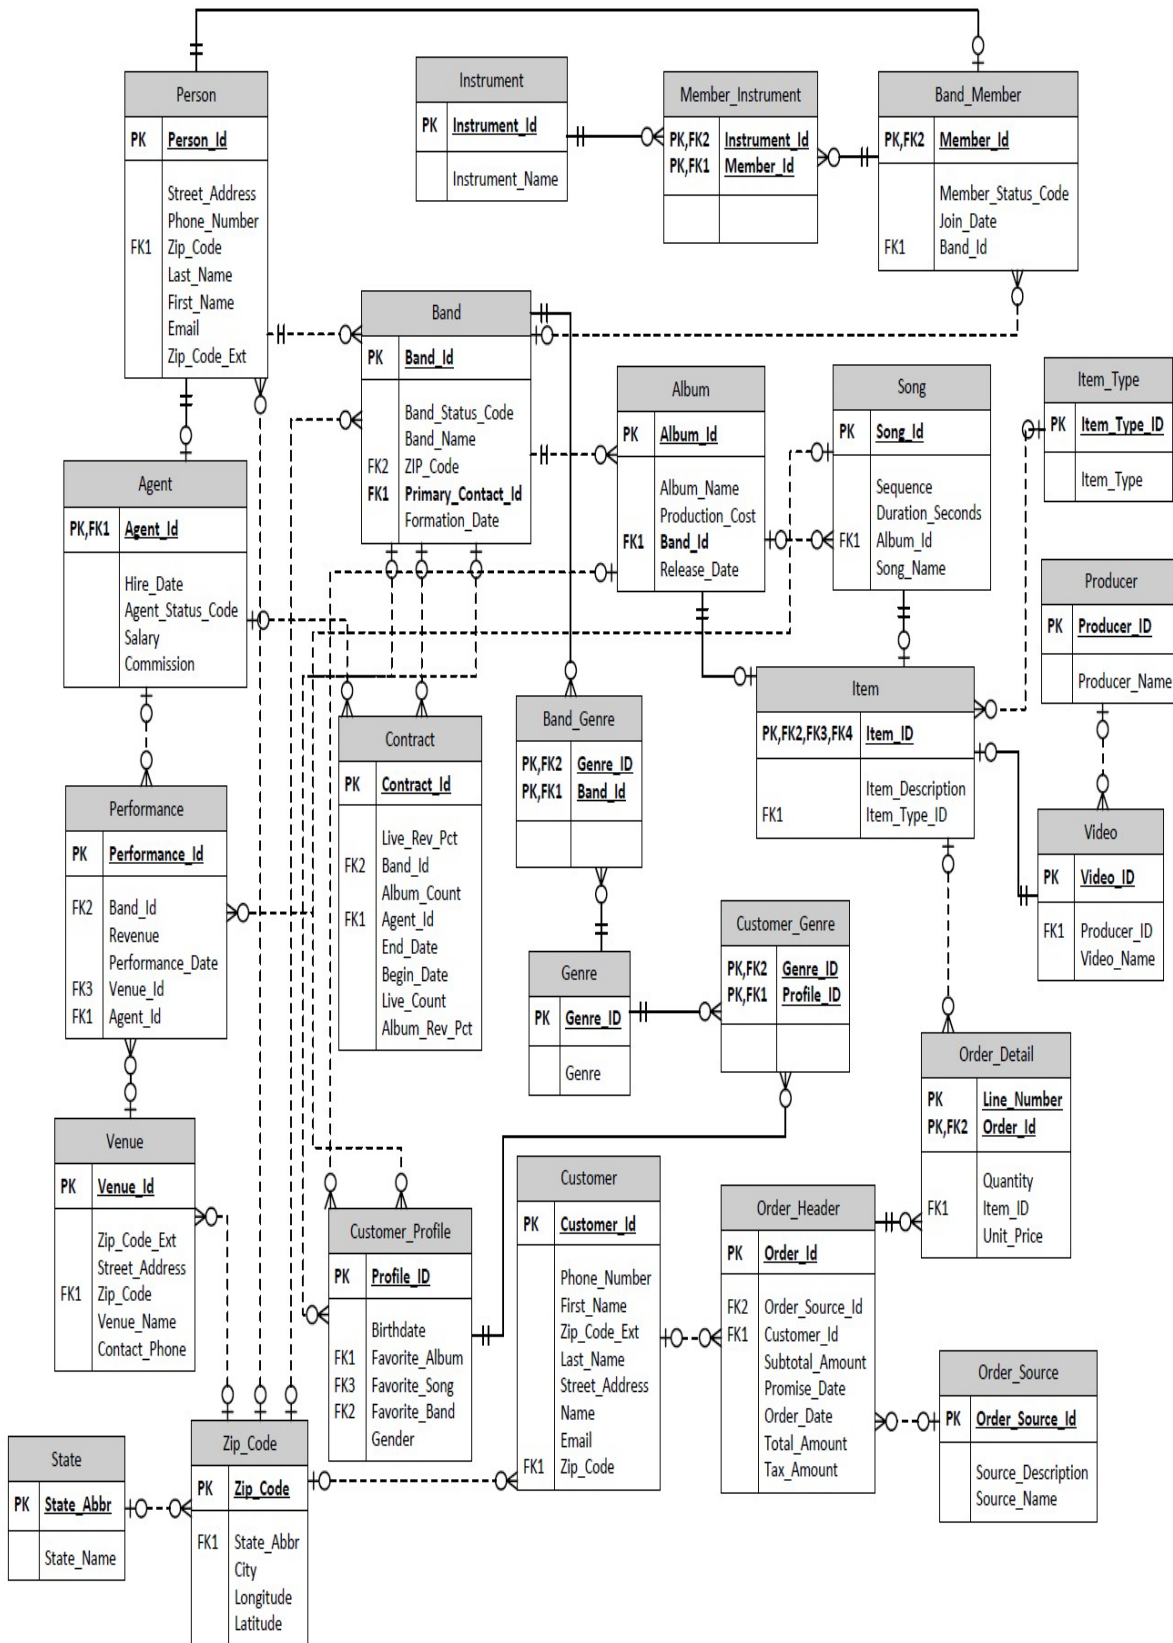 Person
PK Person_Id
Street_Address
Phone_Number
FK1 Zip_Code
Last_Name
First_Name
Email
Zip_Code_Ext
Instrument
PK Instrument_Id
Instrument_Name
Member_Instrument
PK,FK2 Instrument_Id
PK,FK1 Member_Id
Band_Member
PK,FK2 Member_Id
Member_Status_Code
Join_Date
FK1 Band_Id
Band
PK Band_Id
Band_Status_Code
Band_Name
FK2 ZIP_Code
FK1 Primary_Contact_Id
Formation_Date
Album
PK Album_Id
Album_Name
Production_Cost
FK1 Band_Id
Release_Date
Song
PK Song_Id
Sequence
Duration_Seconds
FK1 Album_Id
Song_Name
Item_Type
PK Item_Type_ID
Item_Type
Agent
PK,FK1 Agent_Id
Hire_Date
Agent_Status_Code
Salary
Commission
Producer
PK Producer_ID
Producer_Name
Contract
PK Contract_Id
Live_Rev_Pct
FK2 Band_Id
Album_Count
FK1 Agent_Id
End_Date
Begin_Date
Live_Count
Album_Rev_Pct
Band_Genre
PK,FK2 Genre_ID
PK,FK1 Band_Id
Item
PK,FK2,FK3,FK4 Item_ID
Item_Description
FK1 Item_Type_ID
Performance
PK Performance_Id
FK2 Band_Id
Revenue
Performance_Date
FK3 Venue_Id
FK1 Agent_Id
Video
PK Video_ID
FK1 Producer_ID
Video_Name
Genre
PK Genre_ID
Genre
Customer_Genre
PK,FK2 Genre_ID
PK,FK1 Profile_ID
Order_Detail
PK Line_Number
PK,FK2 Order_Id
Quantity
FK1 Item_ID
Unit_Price
Venue
PK Venue_Id
Zip_Code_Ext
Street_Address
FK1 Zip_Code
Venue_Name
Contact_Phone
Customer_Profile
PK Profile_ID
Birthdate
FK1 Favorite_Album
FK3 Favorite_Song
FK2 Favorite_Band
Gender
Customer
PK Customer_Id
Phone_Number
First_Name
Zip_Code_Ext
Last_Name
Street_Address
Name
Email
FK1 Zip_Code
Order_Header
PK Order_Id
FK2 Order_Source_Id
FK1 Customer_Id
Subtotal_Amount
Promise_Date
Order_Date
Total_Amount
Tax_Amount
Order_Source
PK Order_Source_Id
Source_Description
Source_Name
State
PK State_Abbr
State_Name
Zip_Code
PK Zip_Code
FK1 State_Abbr
City
Longitude
Latitude